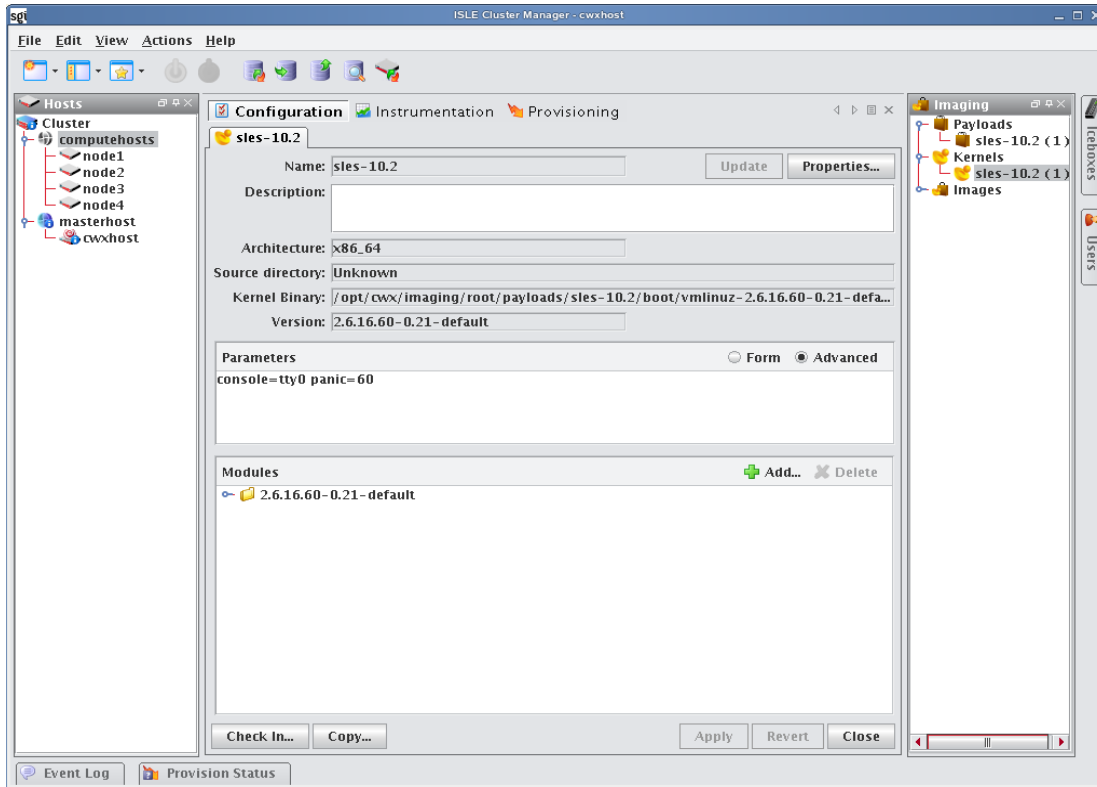 sgi
ISLE Cluster Manager - cwxhost
File Edit View Actions Help
Hosts
Cluster
computehosts
node1
node2
node3
node4
masterhost
cwxhost
Configuration Instrumentation Provisioning
sles-10.2
Name: sles-10.2 Update Properties...
Description:
Architecture: x86_64
Source directory: Unknown
Kernel Binary: /opt/cwx/imaging/root/payloads/sles-10.2/boot/vmlinuz-2.6.16.60-0.21-defa...
Version: 2.6.16.60-0.21-default
Parameters Form Advanced
console=tty0 panic=60
Modules Add... Delete
2.6.16.60-0.21-default
Check In... Copy... Apply Revert Close
Imaging
Payloads
sles-10.2 (1)
Kernels
sles-10.2 (1)
Images
Iceboxes
Users
Event Log Provision Status